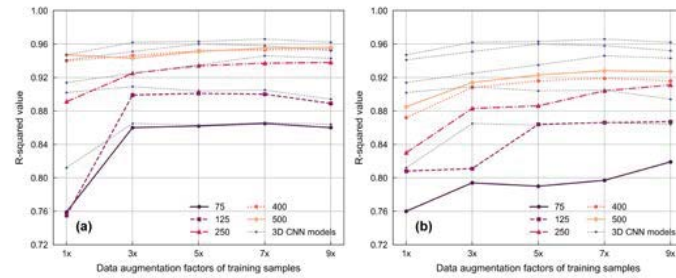 1.00
0.96
0.92
0.88
0.84
0.80
0.76
0.72
R-squared value
(a)
75
125
250
400
500
3D CNN models
1x 3x 5x 7x 9x
Data augmentation factors of training samples
1.00
0.96
0.92
0.88
0.84
0.80
0.76
0.72
R-squared value
(b)
75
125
250
400
500
3D CNN models
1x 3x 5x 7x 9x
Data augmentation factors of training samples